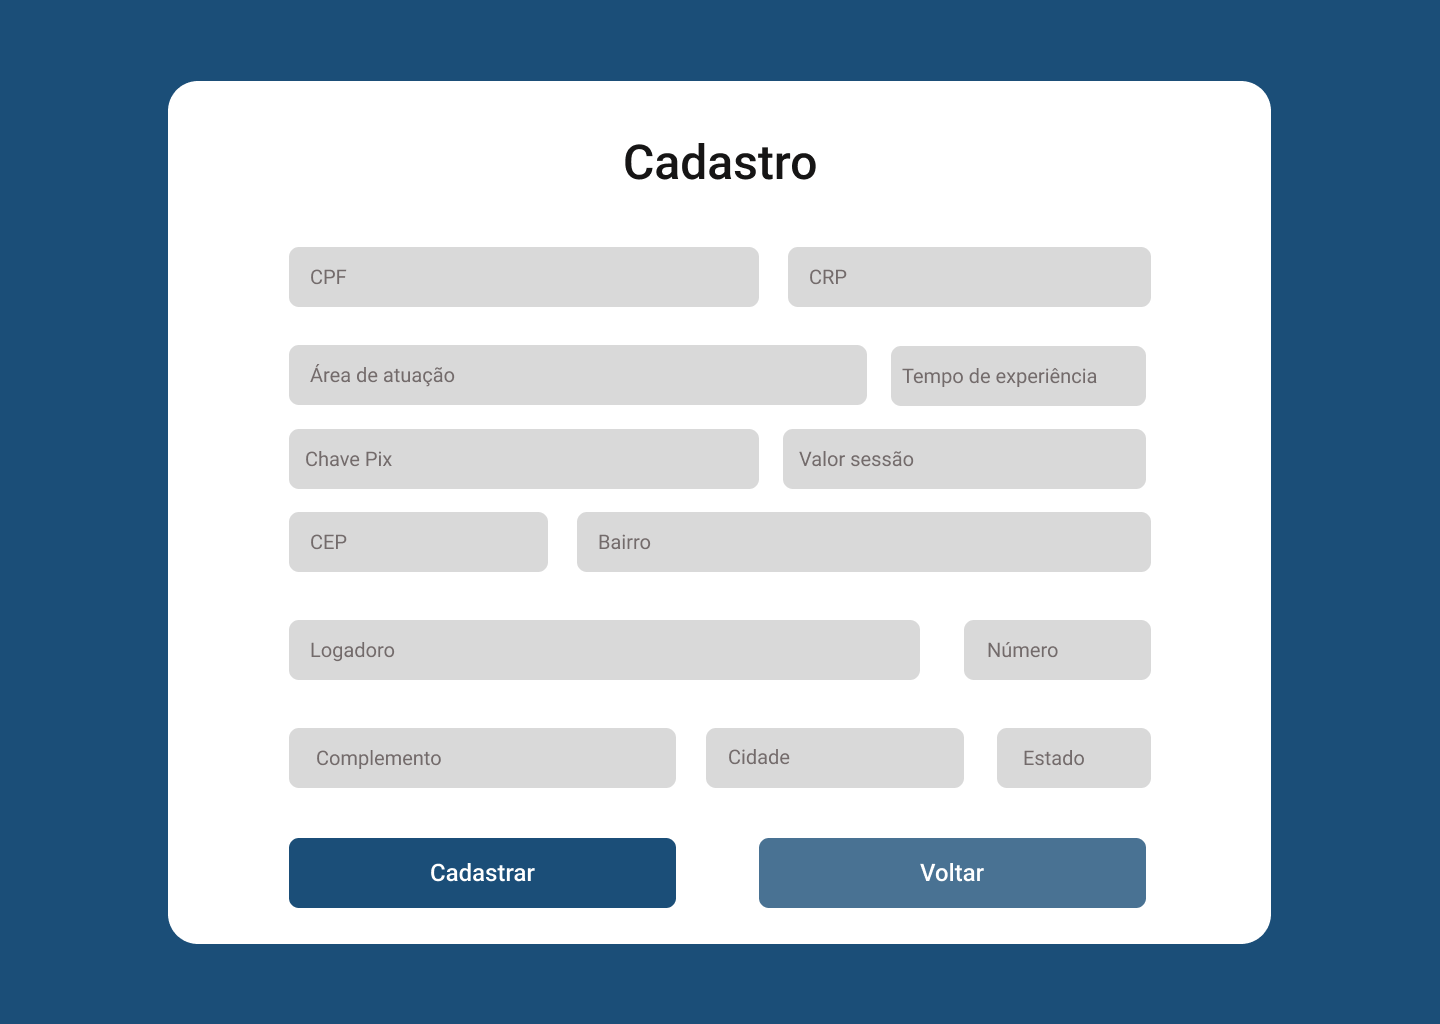 Cadastro
CPF
CRP
Área de atuação
Tempo de experiência
Chave Pix
Valor sessão
CEP
Bairro
Logadoro
Número
Complemento
Cidade
Estado
Cadastrar
Voltar